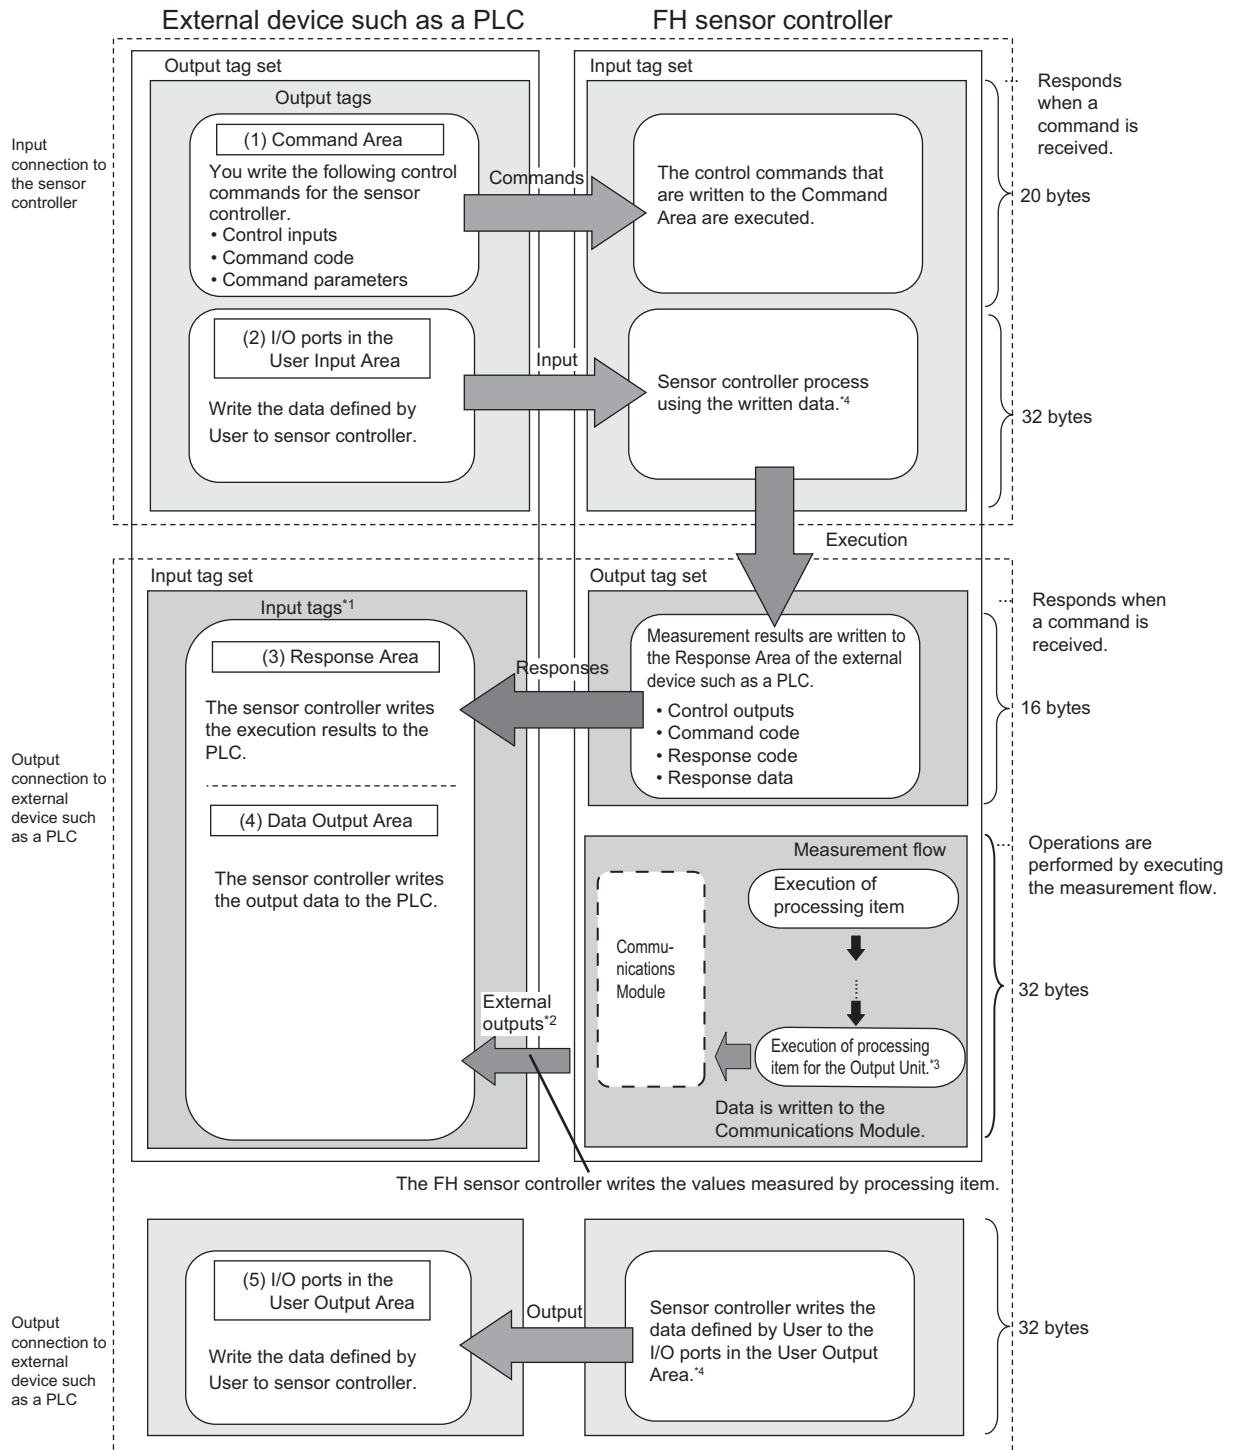 External device such as a PLC
FH sensor controller
Output tag set
Input tag set
Output tags
Responds
when a
command is
received.
Input
connection to
the sensor
controller
(1) Command Area
You write the following control
commands for the sensor
controller.
• Control inputs
• Command code
• Command parameters
Commands
The control commands that
are written to the Command
Area are executed.
20 bytes
(2) I/O ports in the
User Input Area
Write the data defined by
User to sensor controller.
Input
Sensor controller process
using the written data.*4
32 bytes
Execution
Input tag set
Output tag set
Input tags*1
Responds when
a command is
received.
(3) Response Area
The sensor controller writes
the execution results to the
PLC.
Responses
Measurement results are written to
the Response Area of the external
device such as a PLC.
• Control outputs
• Command code
• Response code
• Response data
16 bytes
Output
connection to
external
device such
as a PLC
(4) Data Output Area
The sensor controller writes
the output data to the PLC.
Measurement flow
Execution of
processing item
Operations are
performed by executing
the measurement flow.
Commu-
nications
Module
32 bytes
External
outputs*2
Execution of processing
item for the Output Unit.*3
Data is written to the
Communications Module.
The FH sensor controller writes the values measured by processing item.
Output
connection to
external
device such
as a PLC
(5) I/O ports in the
User Output Area
Write the data defined by
User to sensor controller.
Output
Sensor controller writes the
data defined by User to the
I/O ports in the User Output
Area.*4
32 bytes